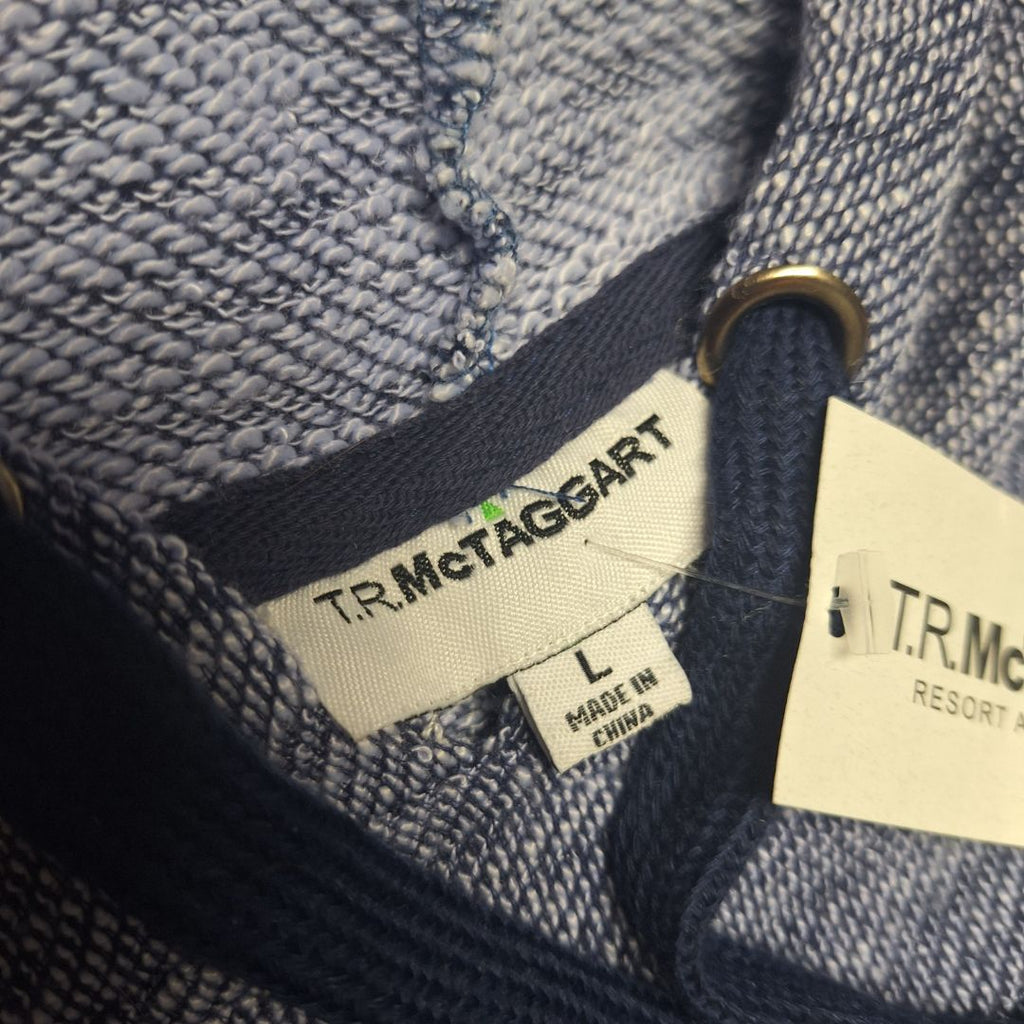 T.R.McTAGGART
L
MADE IN
CHINA
T.R.Mc
RESORT A